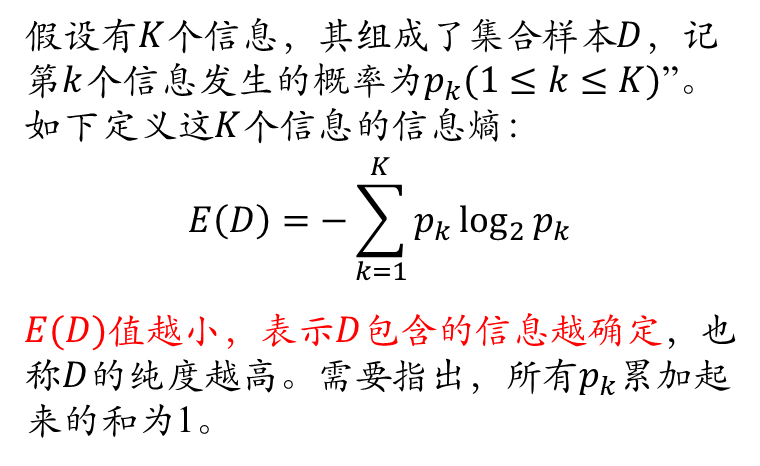 假设有K个信息，其组成了集合样本D，记
第k个信息发生的概率为pₖ(1 ≤ k ≤ K)”。
如下定义这K个信息的信息熵：
E(D) = − ∑ₖ₌₁ᴷ pₖ log₂ pₖ
E(D)值越小，表示D包含的信息越确定，也
称D的纯度越高。需要指出，所有pₖ累加起
来的和为1。